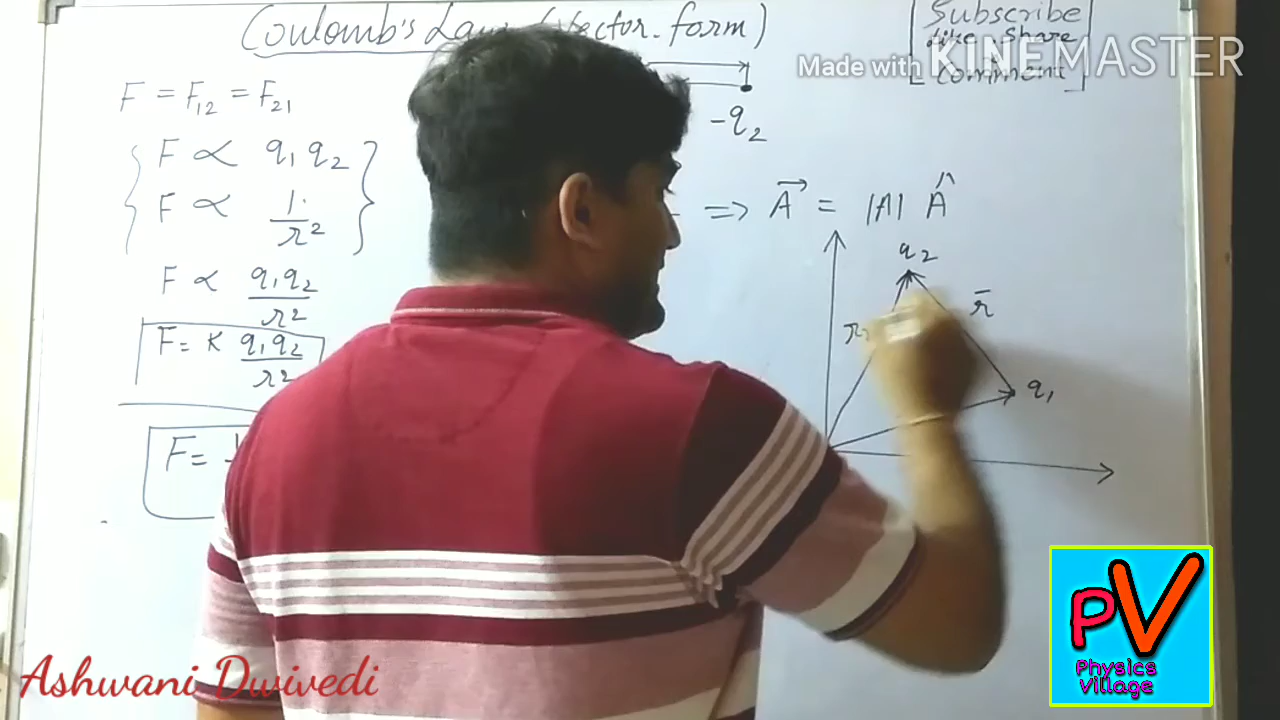 Coulomb's Law (Vector form)
Subscribe
Like Share
Comment
Made with KINEMASTER
F = F₁₂ = F₂₁
-q₂
F ∝ q₁ q₂
F ∝ 1/r²
⇒ A⃗ = |A| Â
F ∝ q₁q₂/r²
q₂
r̄
F = K q₁q₂/r²
q₁
F =
Ashwani Dwivedi
PV
Physics
village